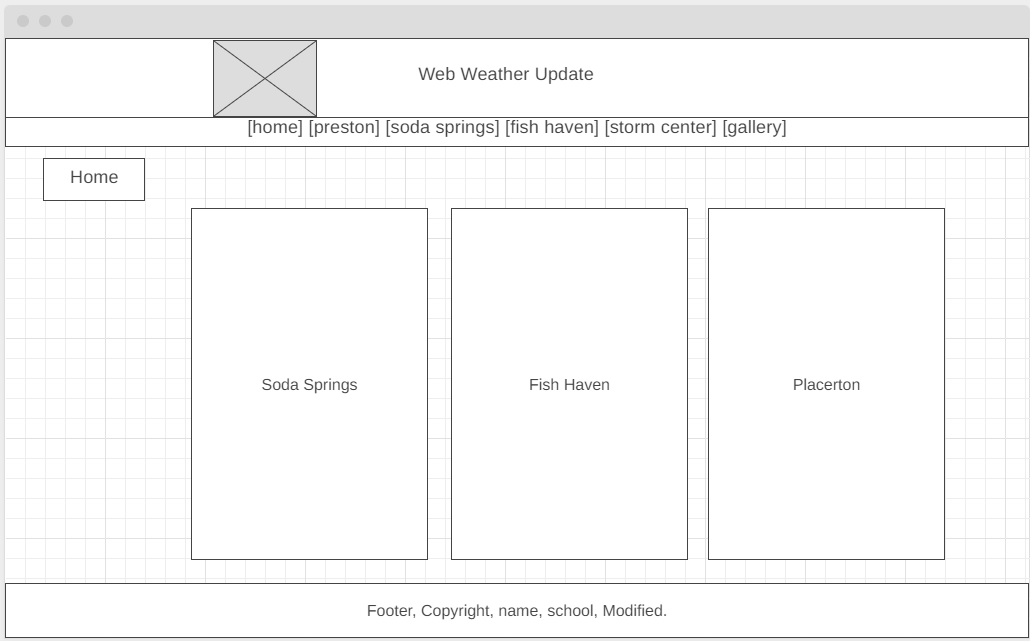 Web Weather Update
[home] [preston] [soda springs] [fish haven] [storm center] [gallery]
Home
Soda Springs
Fish Haven
Placerton
Footer, Copyright, name, school, Modified.